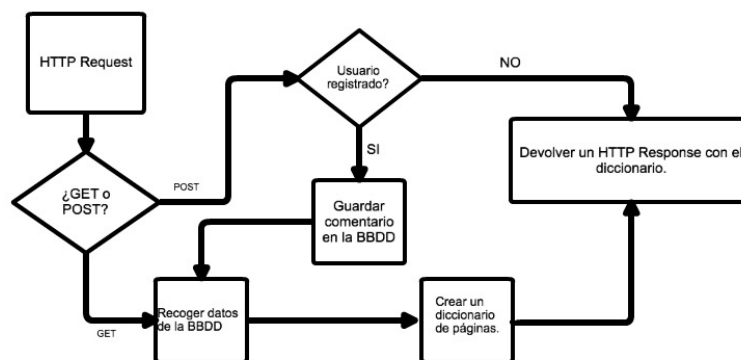 HTTP Request
Usuario
registrado?
NO
SI
¿GET o
POST?
POST
Guardar
comentario
en la BBDD
Devolver un HTTP Response con el
diccionario.
GET
Recoger datos
de la BBDD
Crear un
diccionario
de páginas.